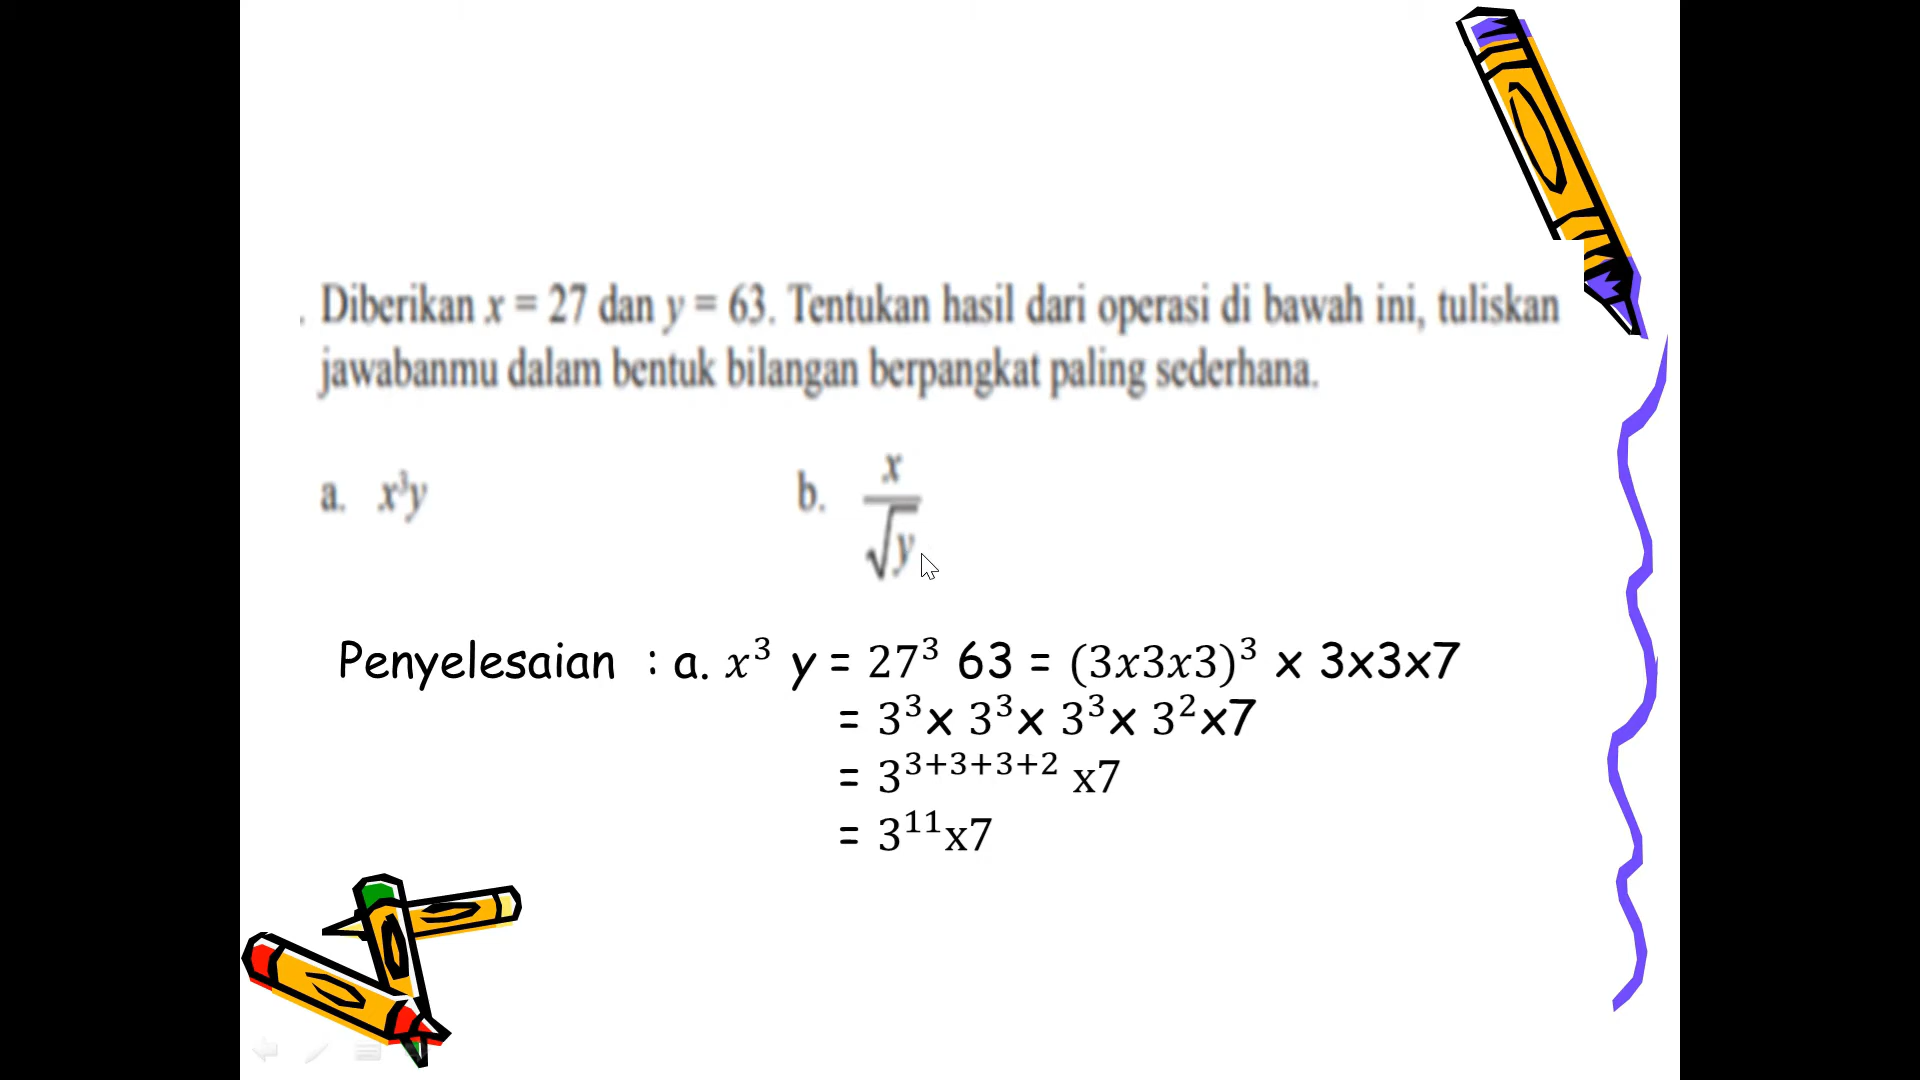 Diberikan x = 27 dan y = 63. Tentukan hasil dari operasi di bawah ini, tuliskan
jawabanmu dalam bentuk bilangan berpangkat paling sederhana.
a. x³y b. x/√y
Penyelesaian : a. x³ y = 27³ 63 = (3x3x3)³ x 3x3x7
= 3³x 3³x 3³x 3²x7
= 3³⁺³⁺³⁺² x7
= 3¹¹x7